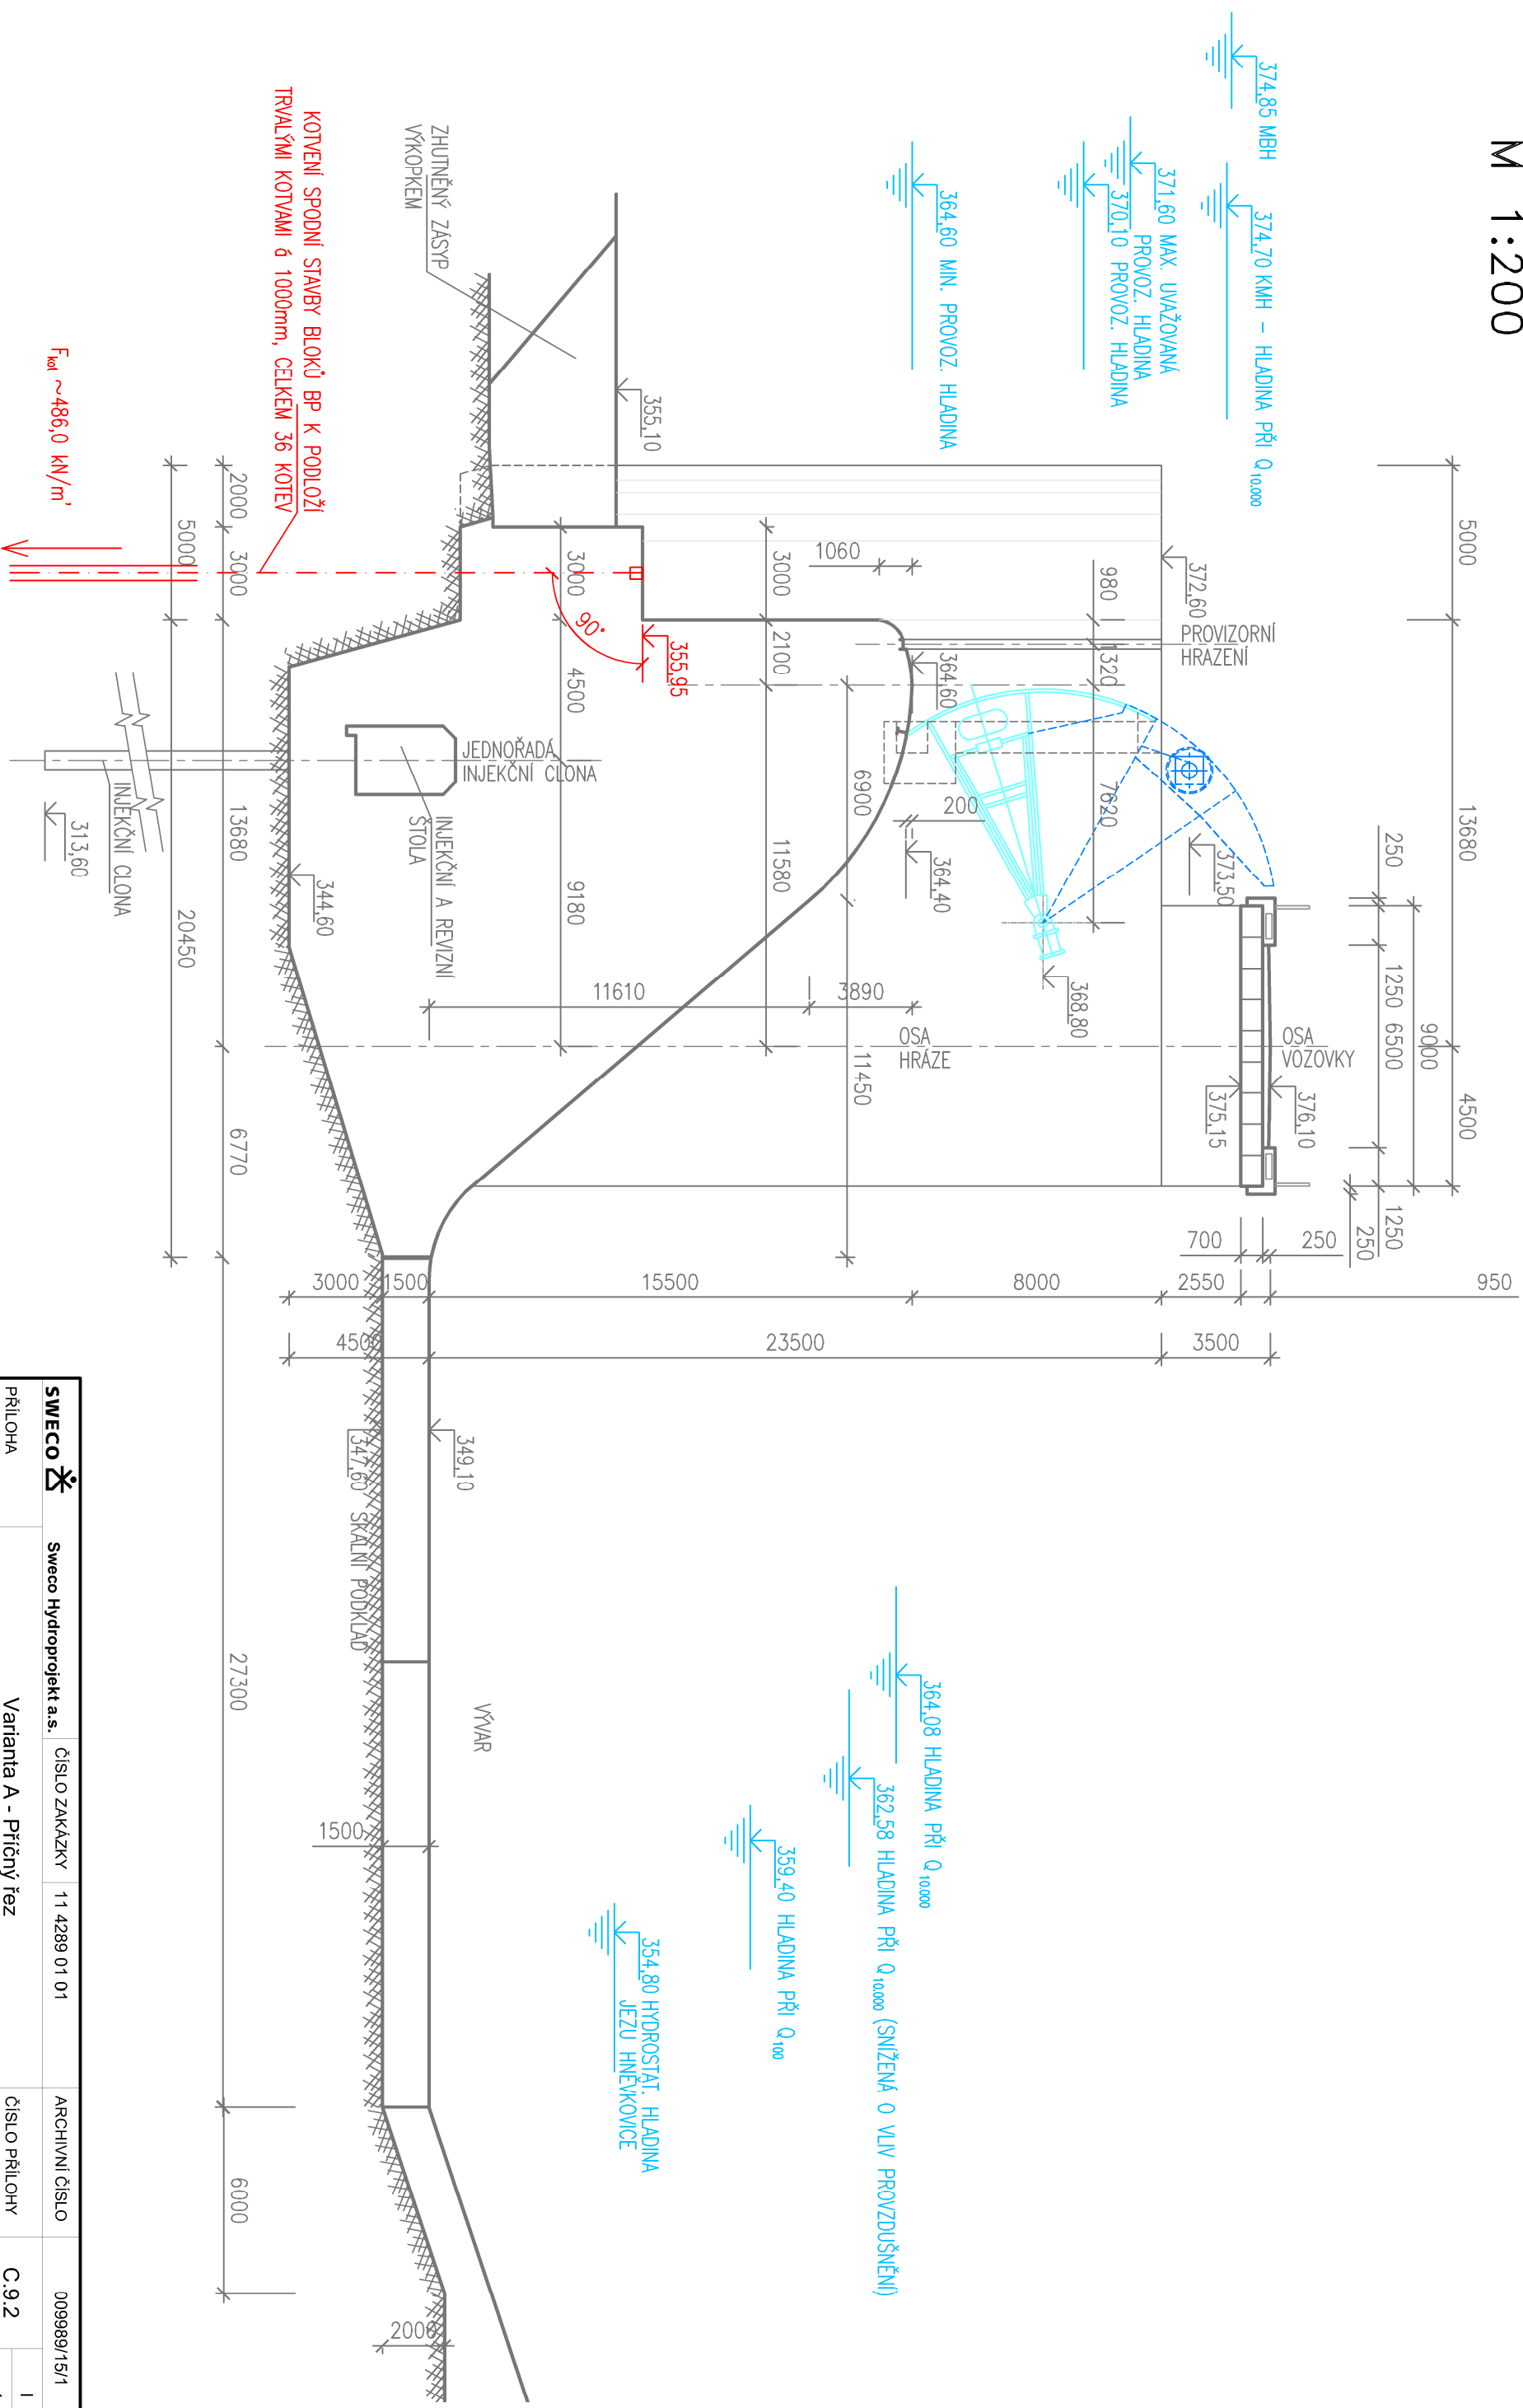 M 1:200
374,85 MBH
374,70 KMH - HLADINA PŘI Q10.000
371,60 MAX. UVAŽOVANÁ
PROVOZ. HLADINA
370,10 PROVOZ. HLADINA
364,60 MIN. PROVOZ. HLADINA
5000
13680
4500
9000
250
1250
6500
1250
250
OSA
VOZOVKY
376,10
375,15
373,50
372,60
PROVIZORNÍ
HRAZENÍ
980
1320
7620
1060
364,60
368,80
200
364,40
6900
11450
3000
2100
11580
OSA
HRÁZE
3890
11610
700
250
3000
1500
15500
8000
2550
950
4500
23500
3500
355,10
355,95
90°
3000
4500
9180
ZHUTNĚNÝ ZÁSYP
VÝKOPKEM
JEDNOŘADÁ
INJEKČNÍ CLONA
INJEKČNÍ A REVIZNÍ
ŠTOLA
KOTVENÍ SPODNÍ STAVBY BLOKŮ BP K PODLOŽÍ
TRVALÝMI KOTVAMI á 1000mm, CELKEM 36 KOTEV
344,60
2000
3000
13680
6770
27300
6000
5000
20450
INJEKČNÍ CLONA
313,60
Fkot ~486,0 kN/m'
364,08 HLADINA PŘI Q10.000
362,58 HLADINA PŘI Q10.000 (SNÍŽENÁ O VLIV PROVZDUŠNĚNÍ)
359,40 HLADINA PŘI Q100
354,80 HYDROSTAT. HLADINA
JEZU HNĚVKOVICE
VÝVAR
349,10
347,60 SKALNÍ PODKLAD
1500
2000
SWECO
Sweco Hydroprojekt a.s.
ČÍSLO ZAKÁZKY
11 4289 01 01
ARCHIVNÍ ČÍSLO
009989/15/1
PŘÍLOHA
Varianta A - Příčný řez
ČÍSLO PŘÍLOHY
C.9.2